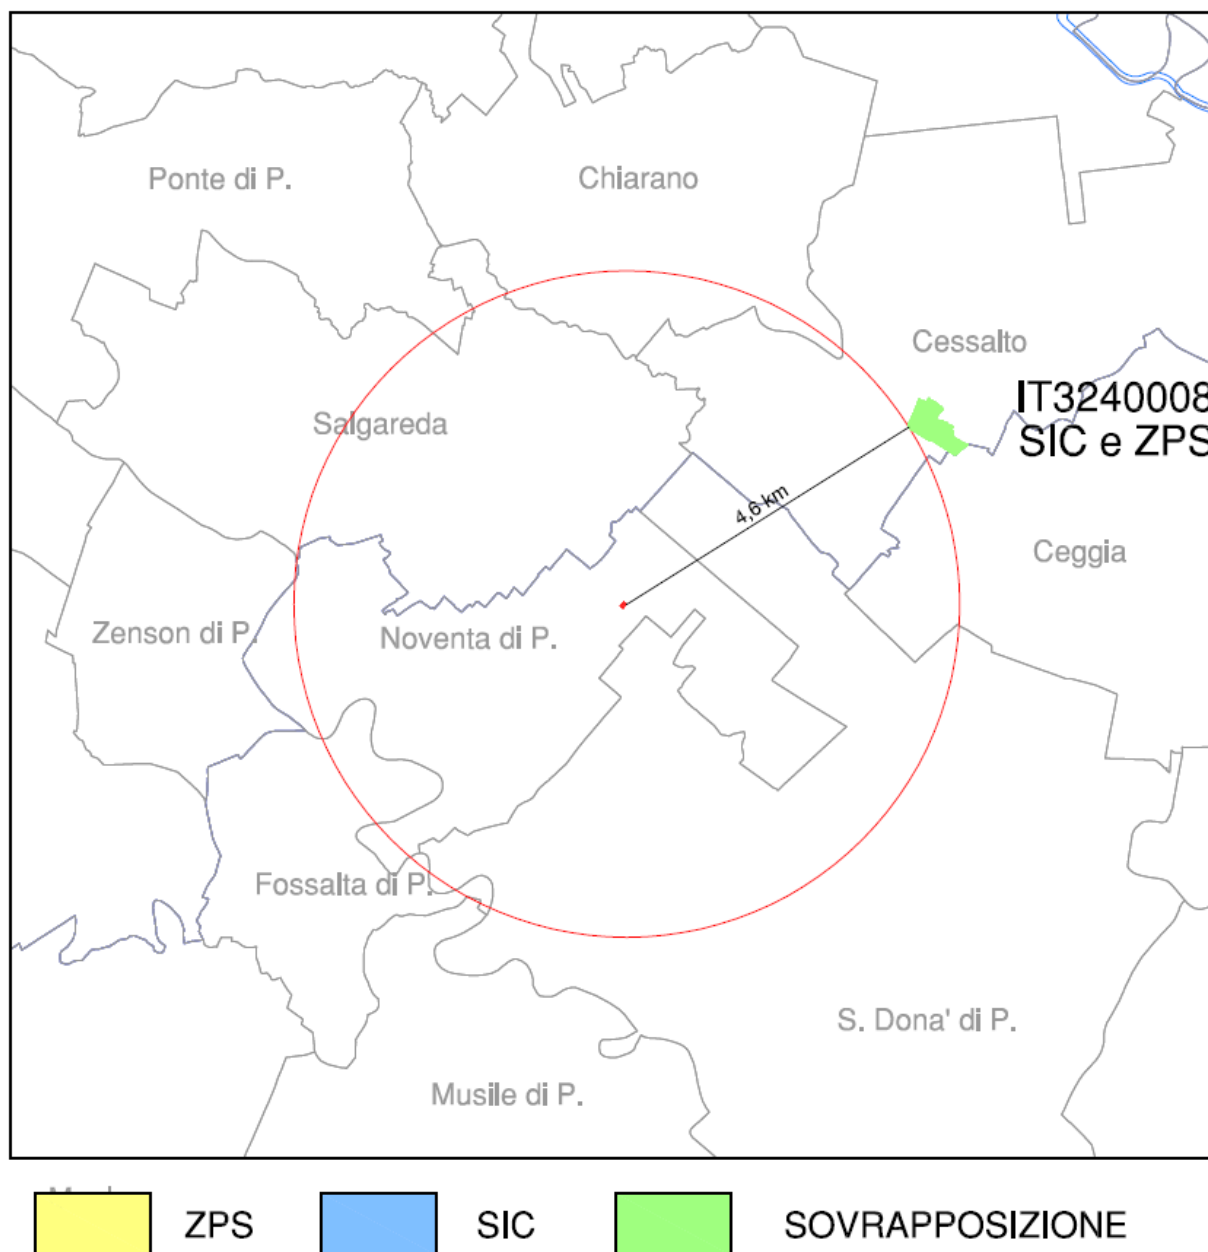 Ponte di P.
Chiarano
Cessalto
IT3240008
SIC e ZPS
Salgareda
4,6 km
Ceggia
Zenson di P.
Noventa di P.
Fossalta di P.
S. Dona' di P.
Musile di P.
ZPS
SIC
SOVRAPPOSIZIONE